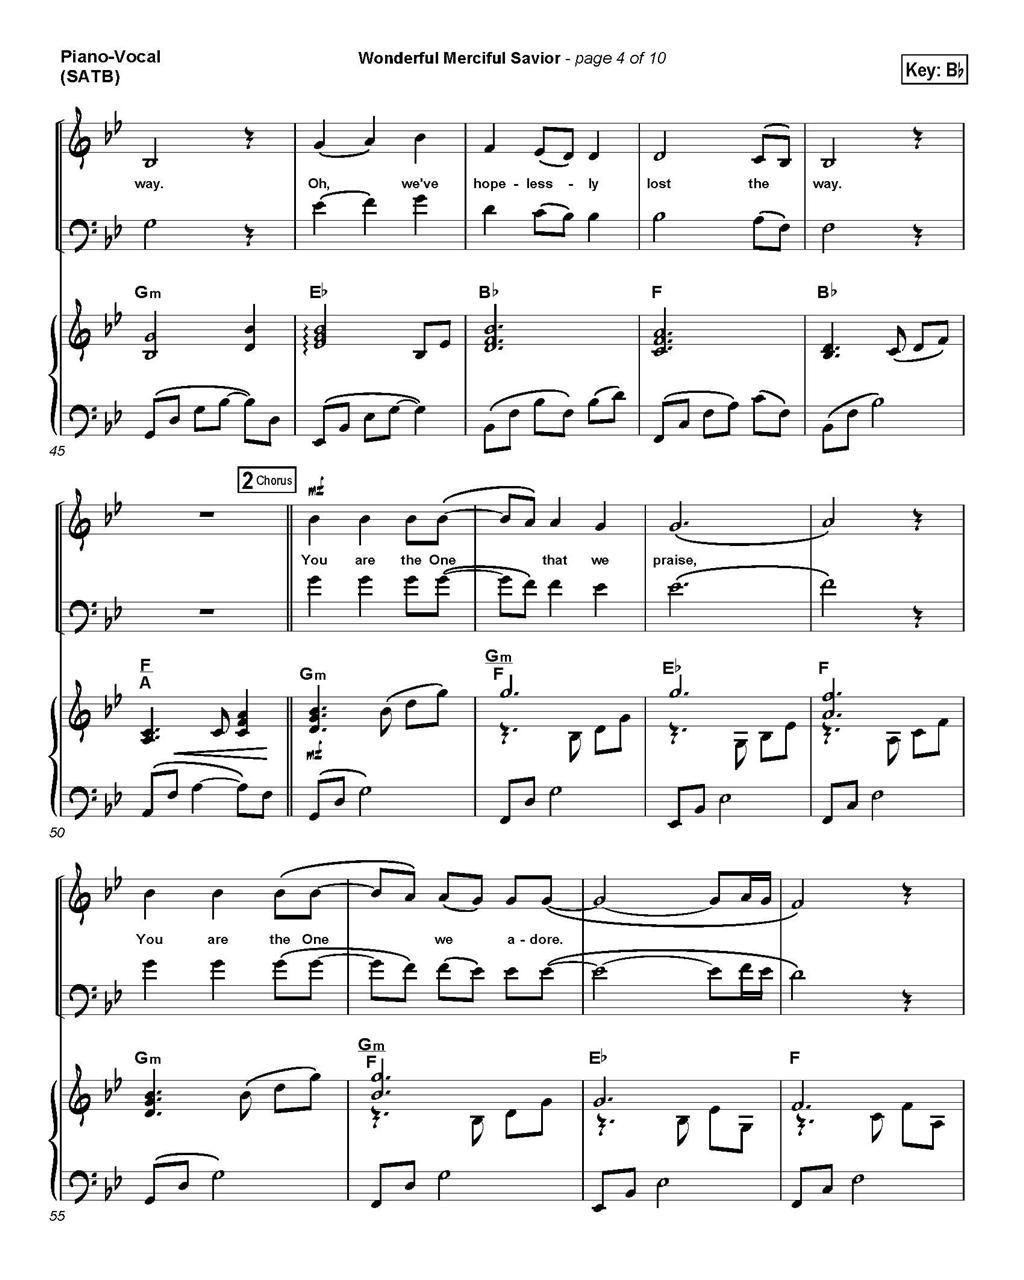 Piano-Vocal
(SATB)
Wonderful Merciful Savior - page 4 of 10
Key: B♭
way. Oh, we've hope - less - ly lost the way.
Gm E♭ B♭ F B♭
45
2 Chorus
mf
You are the One that we praise,
F/A Gm Gm/F E♭ F
mf
50
You are the One we a - dore.
Gm Gm/F E♭ F
55